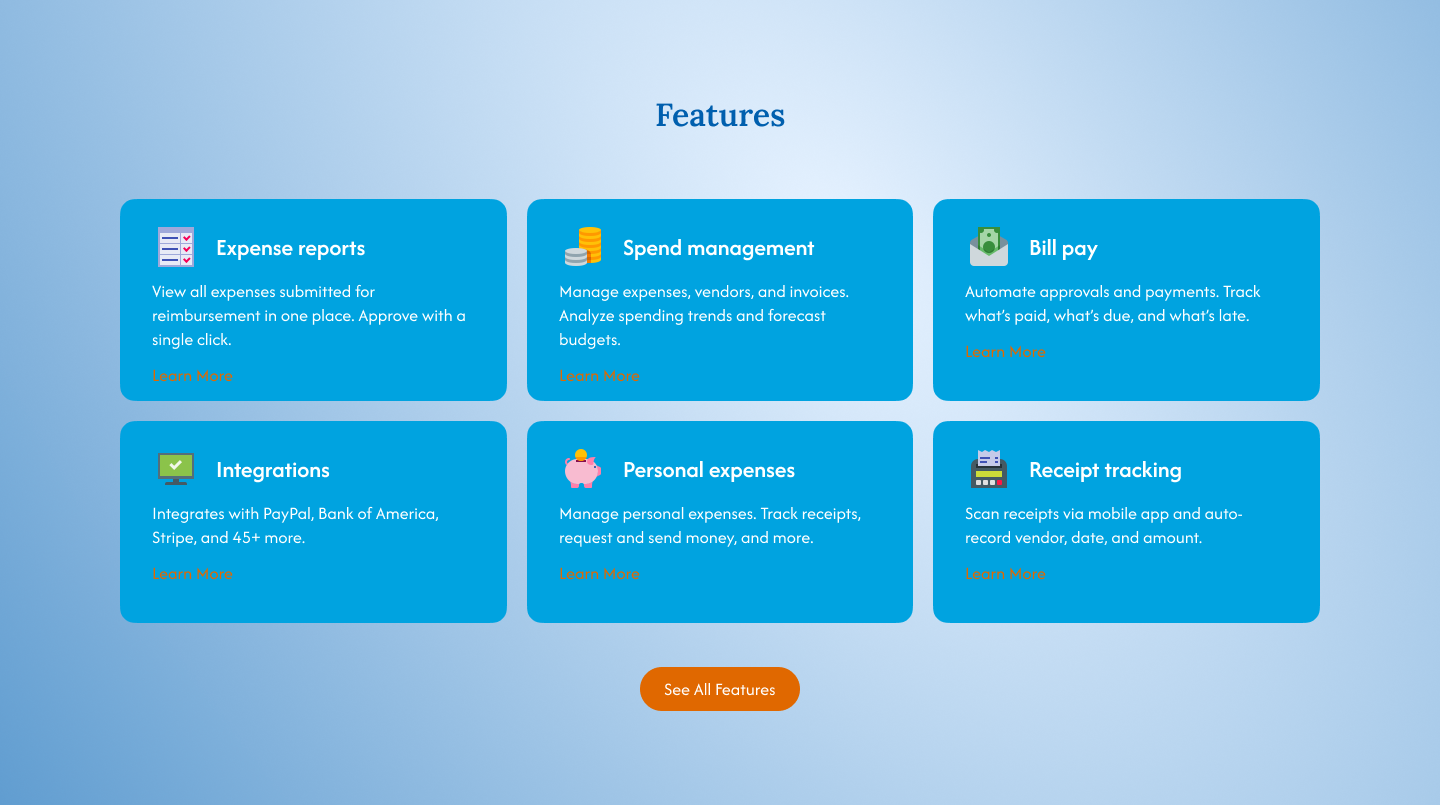 Features
Expense reports
View all expenses submitted for
reimbursement in one place. Approve with a
single click.
Learn More
Spend management
Manage expenses, vendors, and invoices.
Analyze spending trends and forecast
budgets.
Learn More
Bill pay
Automate approvals and payments. Track
what's paid, what's due, and what's late.
Learn More
Integrations
Integrates with PayPal, Bank of America,
Stripe, and 45+ more.
Learn More
Personal expenses
Manage personal expenses. Track receipts,
request and send money, and more.
Learn More
Receipt tracking
Scan receipts via mobile app and auto-
record vendor, date, and amount.
Learn More
See All Features